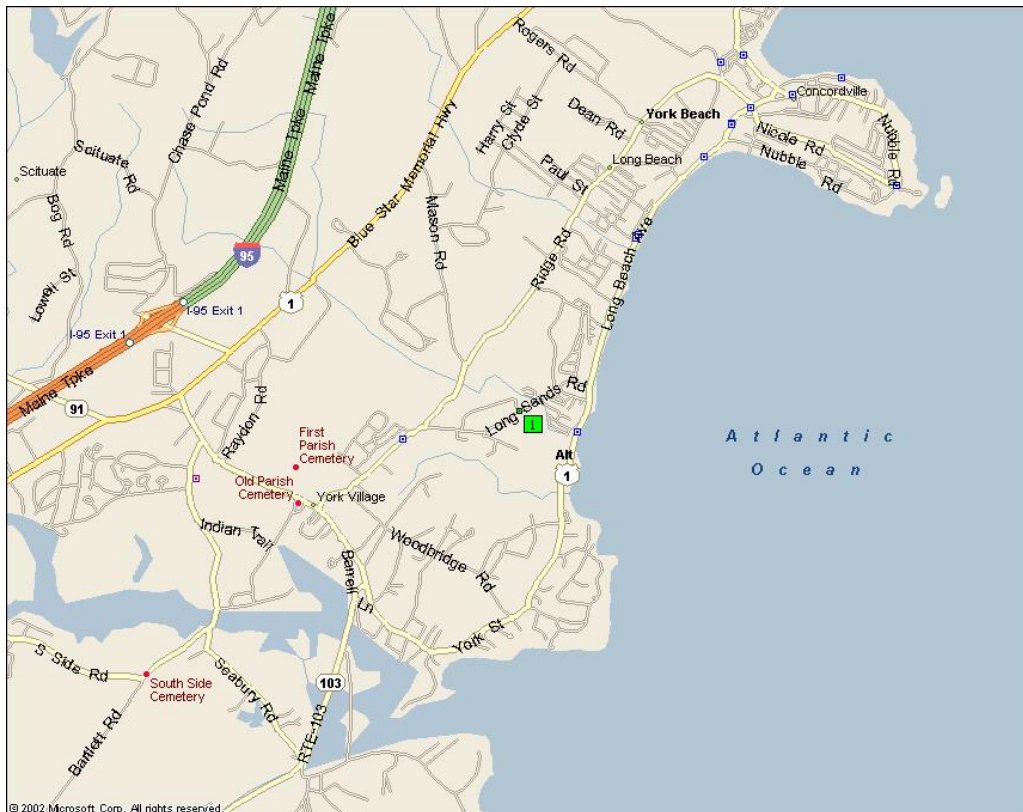 Rogers Rd
Maine Tpke
Chase Pond Rd
Maine Tpke
Blue Star Memorial Hwy
Harry St
Clyde St
Dean Rd
York Beach
Concordville
Nicole Rd
Nubble Rd
Nubble Rd
Scituate Rd
Scituate
Paul St
Long Beach
Bog Rd
Mason Rd
Ridge Rd
Long Beach Ave
95
Lowell St
1
I-95 Exit 1
I-95 Exit 1
Maine Tpke
91
Raydon Rd
Long Sands Rd
1
First
Parish
Cemetery
Alt
1
Atlantic
Ocean
Old Parish
Cemetery
York Village
Indian Trail
Woodbridge Rd
Barrell Ln
York St
S Side Rd
South Side
Cemetery
Seabury Rd
103
RTE-103
Bartlett Rd
© 2002 Microsoft Corp. All rights reserved.